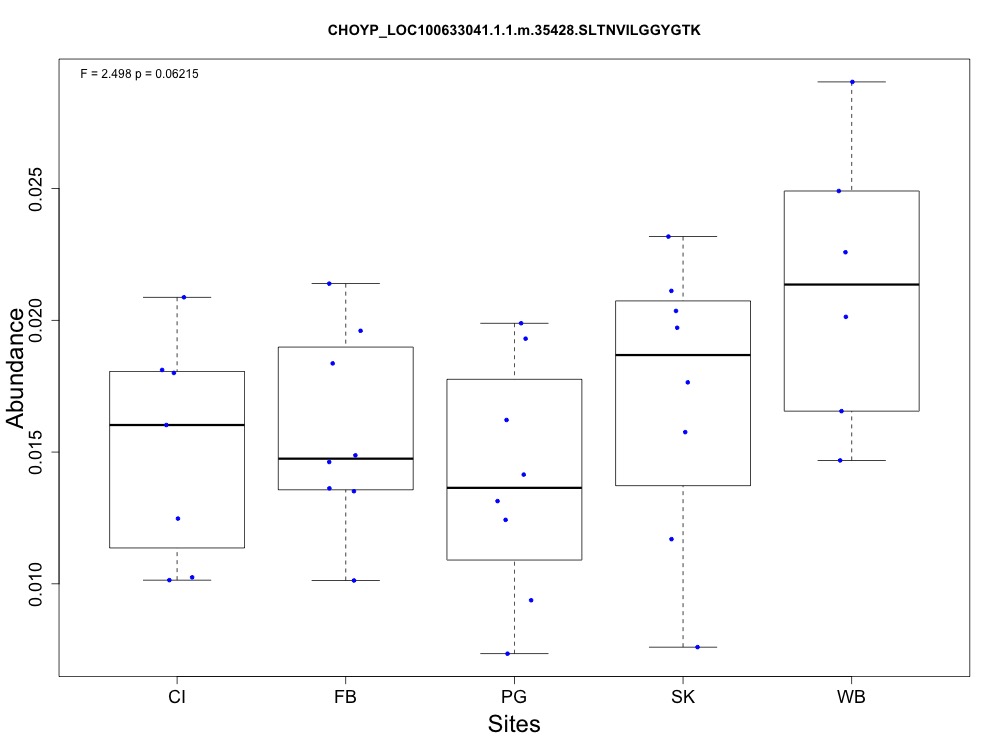 CHOYP_LOC100633041.1.1.m.35428.SLTNVILGGYGTK
F = 2.498 p = 0.06215
Abundance
0.025
0.020
0.015
0.010
CI FB PG SK WB
Sites